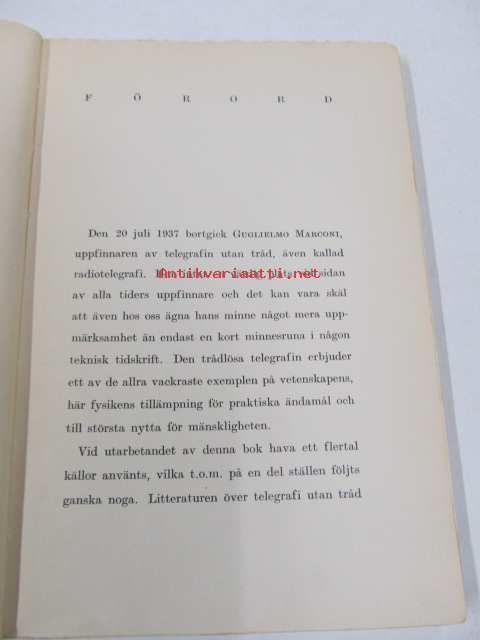 FÖRORD
Den 20 juli 1937 bortgick Guglielmo Marconi,
uppfinnaren av telegrafin utan tråd, även kallad
radiotelegrafi.
Antikvariaatti.net
sidan
av alla tiders uppfinnare och det kan vara skäl
att även hos oss ägna hans minne något mera upp-
märksamhet än endast en kort minnesruna i någon
teknisk tidskrift. Den trådlösa telegrafin erbjuder
ett av de allra vackraste exemplen på vetenskapens,
här fysikens tillämpning för praktiska ändamål och
till största nytta för mänskligheten.
Vid utarbetandet av denna bok hava ett flertal
källor använts, vilka t.o.m. på en del ställen följts
ganska noga. Litteraturen över telegrafi utan tråd